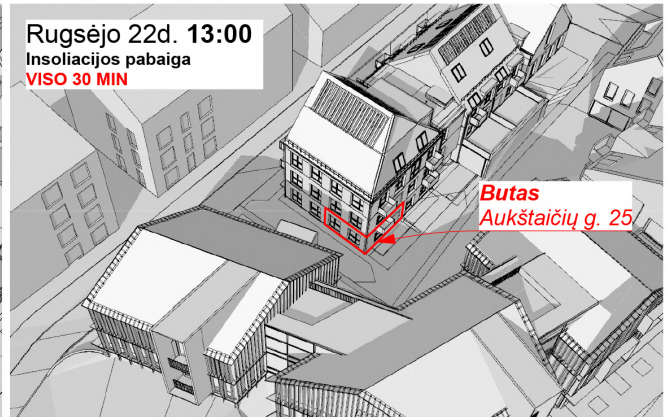 Rugsėjo 22d. 13:00
Insoliacijos pabaiga
VISO 30 MIN
Butas
Aukštaičių g. 25